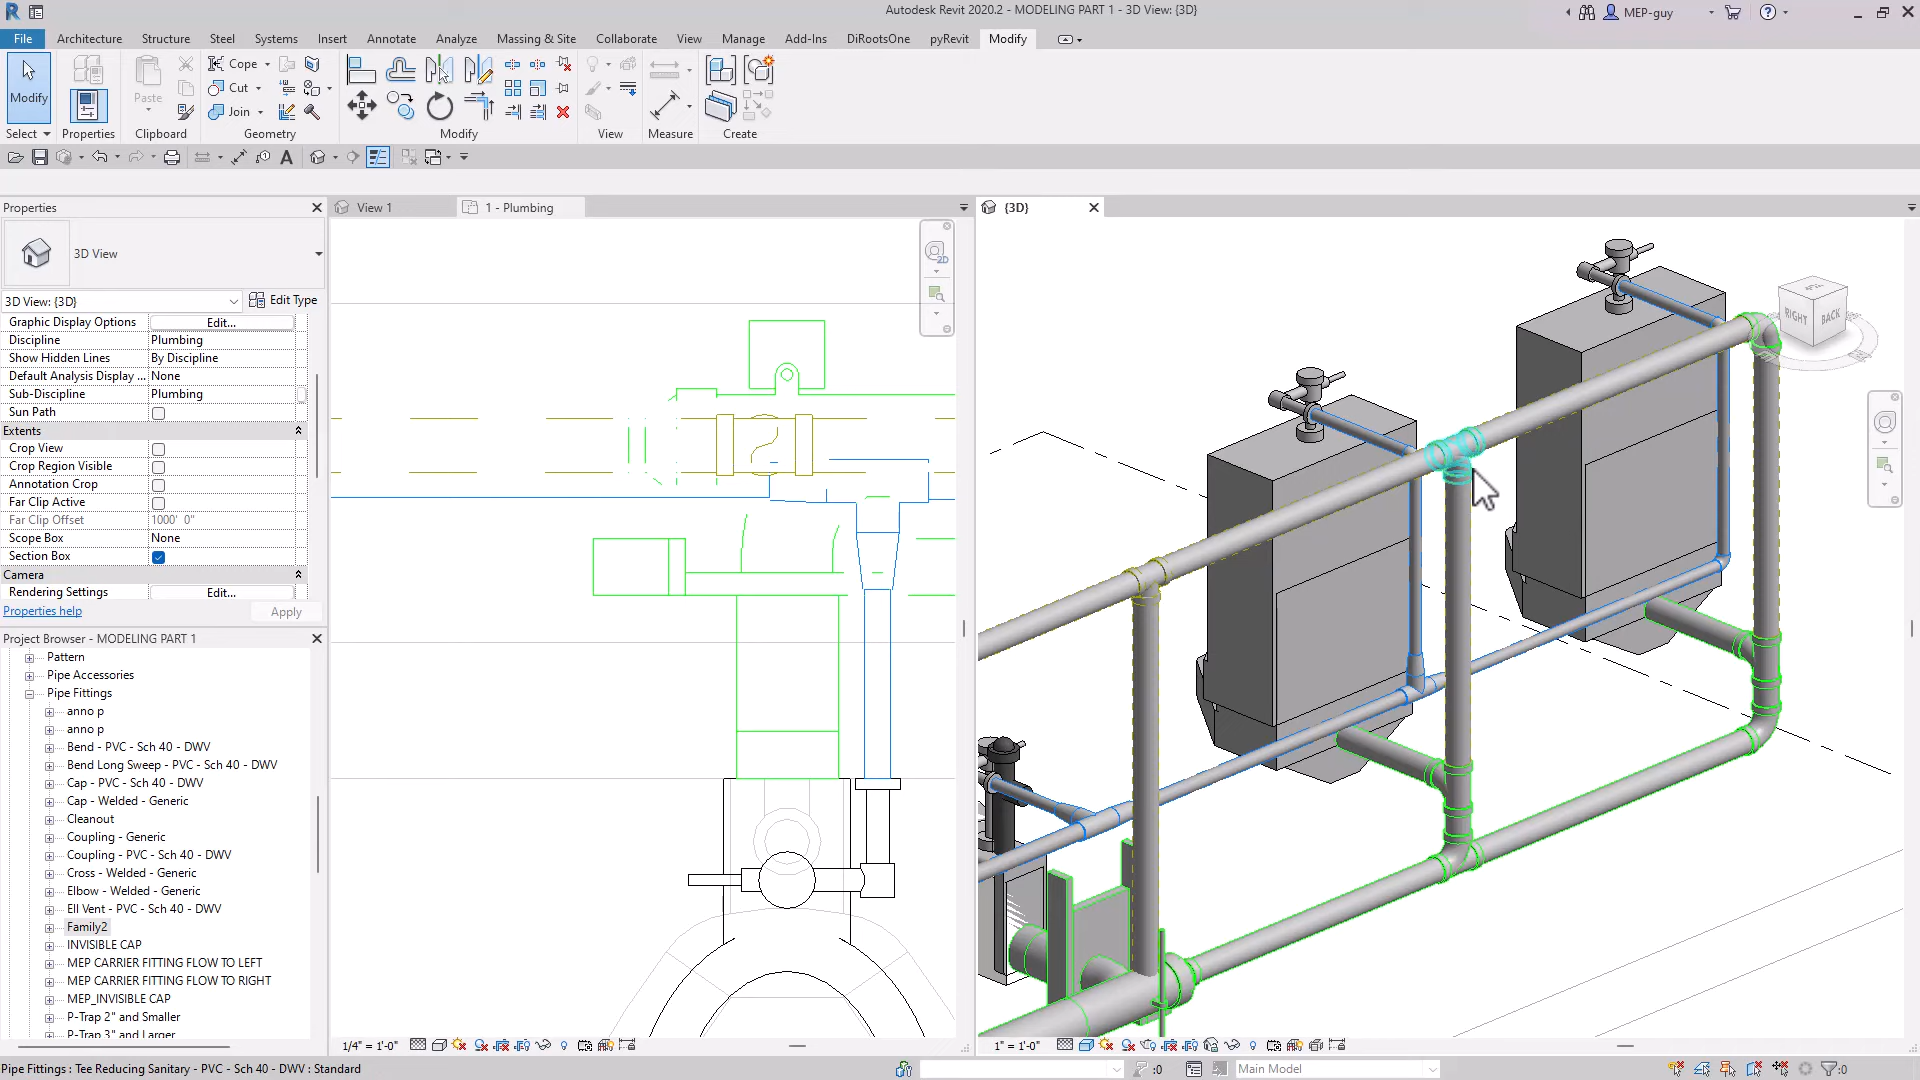 Autodesk Revit 2020.2 - MODELING PART 1 - 3D View: {3D}
MEP-guy
File Architecture Structure Steel Systems Insert Annotate Analyze Massing & Site Collaborate View Manage Add-Ins DiRootsOne pyRevit Modify
Modify
Paste
Cope
Cut
Join
Select Properties Clipboard Geometry Modify View Measure Create
Properties
View 1
1 - Plumbing
{3D}
3D View
3D View: {3D}
Edit Type
Graphic Display Options Edit...
Discipline Plumbing
Show Hidden Lines By Discipline
Default Analysis Display ... None
Sub-Discipline Plumbing
Sun Path
Extents
Crop View
Crop Region Visible
Annotation Crop
Far Clip Active
Far Clip Offset 1000' 0"
Scope Box None
Section Box
Camera
Rendering Settings Edit...
Properties help Apply
Project Browser - MODELING PART 1
Pattern
Pipe Accessories
Pipe Fittings
anno p
anno p
Bend - PVC - Sch 40 - DWV
Bend Long Sweep - PVC - Sch 40 - DWV
Cap - PVC - Sch 40 - DWV
Cap - Welded - Generic
Cleanout
Coupling - Generic
Coupling - PVC - Sch 40 - DWV
Cross - Welded - Generic
Elbow - Welded - Generic
Ell Vent - PVC - Sch 40 - DWV
Family2
INVISIBLE CAP
MEP CARRIER FITTING FLOW TO LEFT
MEP CARRIER FITTING FLOW TO RIGHT
MEP_INVISIBLE CAP
P-Trap 2" and Smaller
P-Trap 3" and Larger
2D
RIGHT
BACK
1/4" = 1'-0"
1" = 1'-0"
Pipe Fittings : Tee Reducing Sanitary - PVC - Sch 40 - DWV : Standard
:0
Main Model
:0